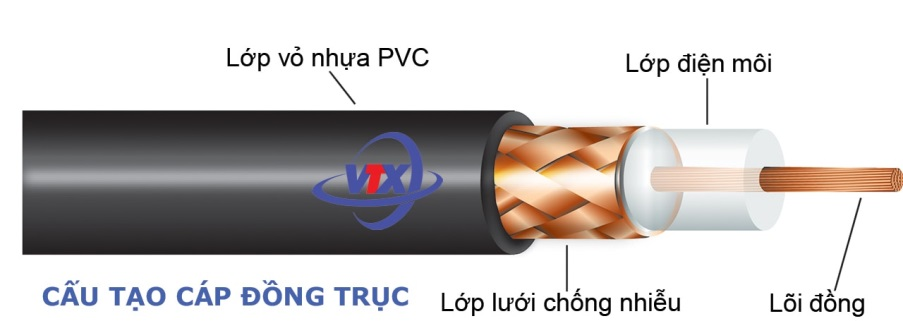 Lớp vỏ nhựa PVC
Lớp điện môi
VTX
CẤU TẠO CÁP ĐỒNG TRỤC
Lớp lưới chống nhiễu
Lõi đồng